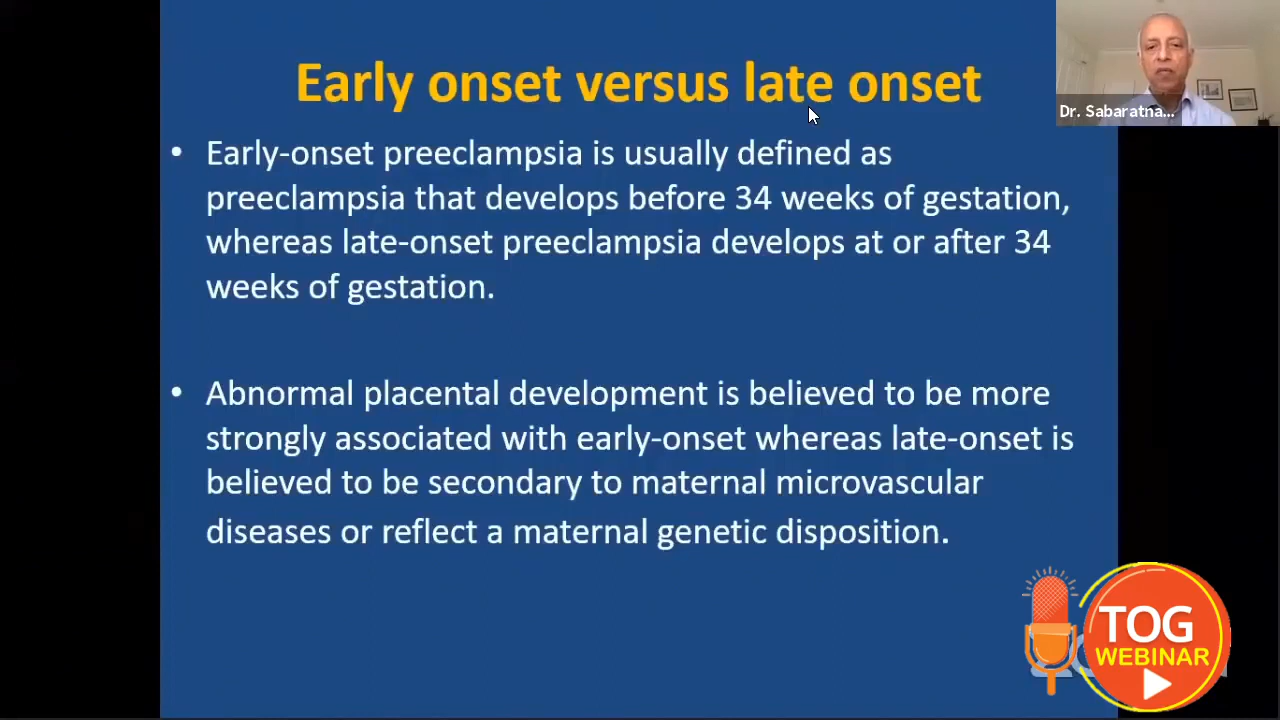 Early onset versus late onset
Dr. Sabaratna...
• Early-onset preeclampsia is usually defined as
preeclampsia that develops before 34 weeks of gestation,
whereas late-onset preeclampsia develops at or after 34
weeks of gestation.
• Abnormal placental development is believed to be more
strongly associated with early-onset whereas late-onset is
believed to be secondary to maternal microvascular
diseases or reflect a maternal genetic disposition.
TOG
WEBINAR